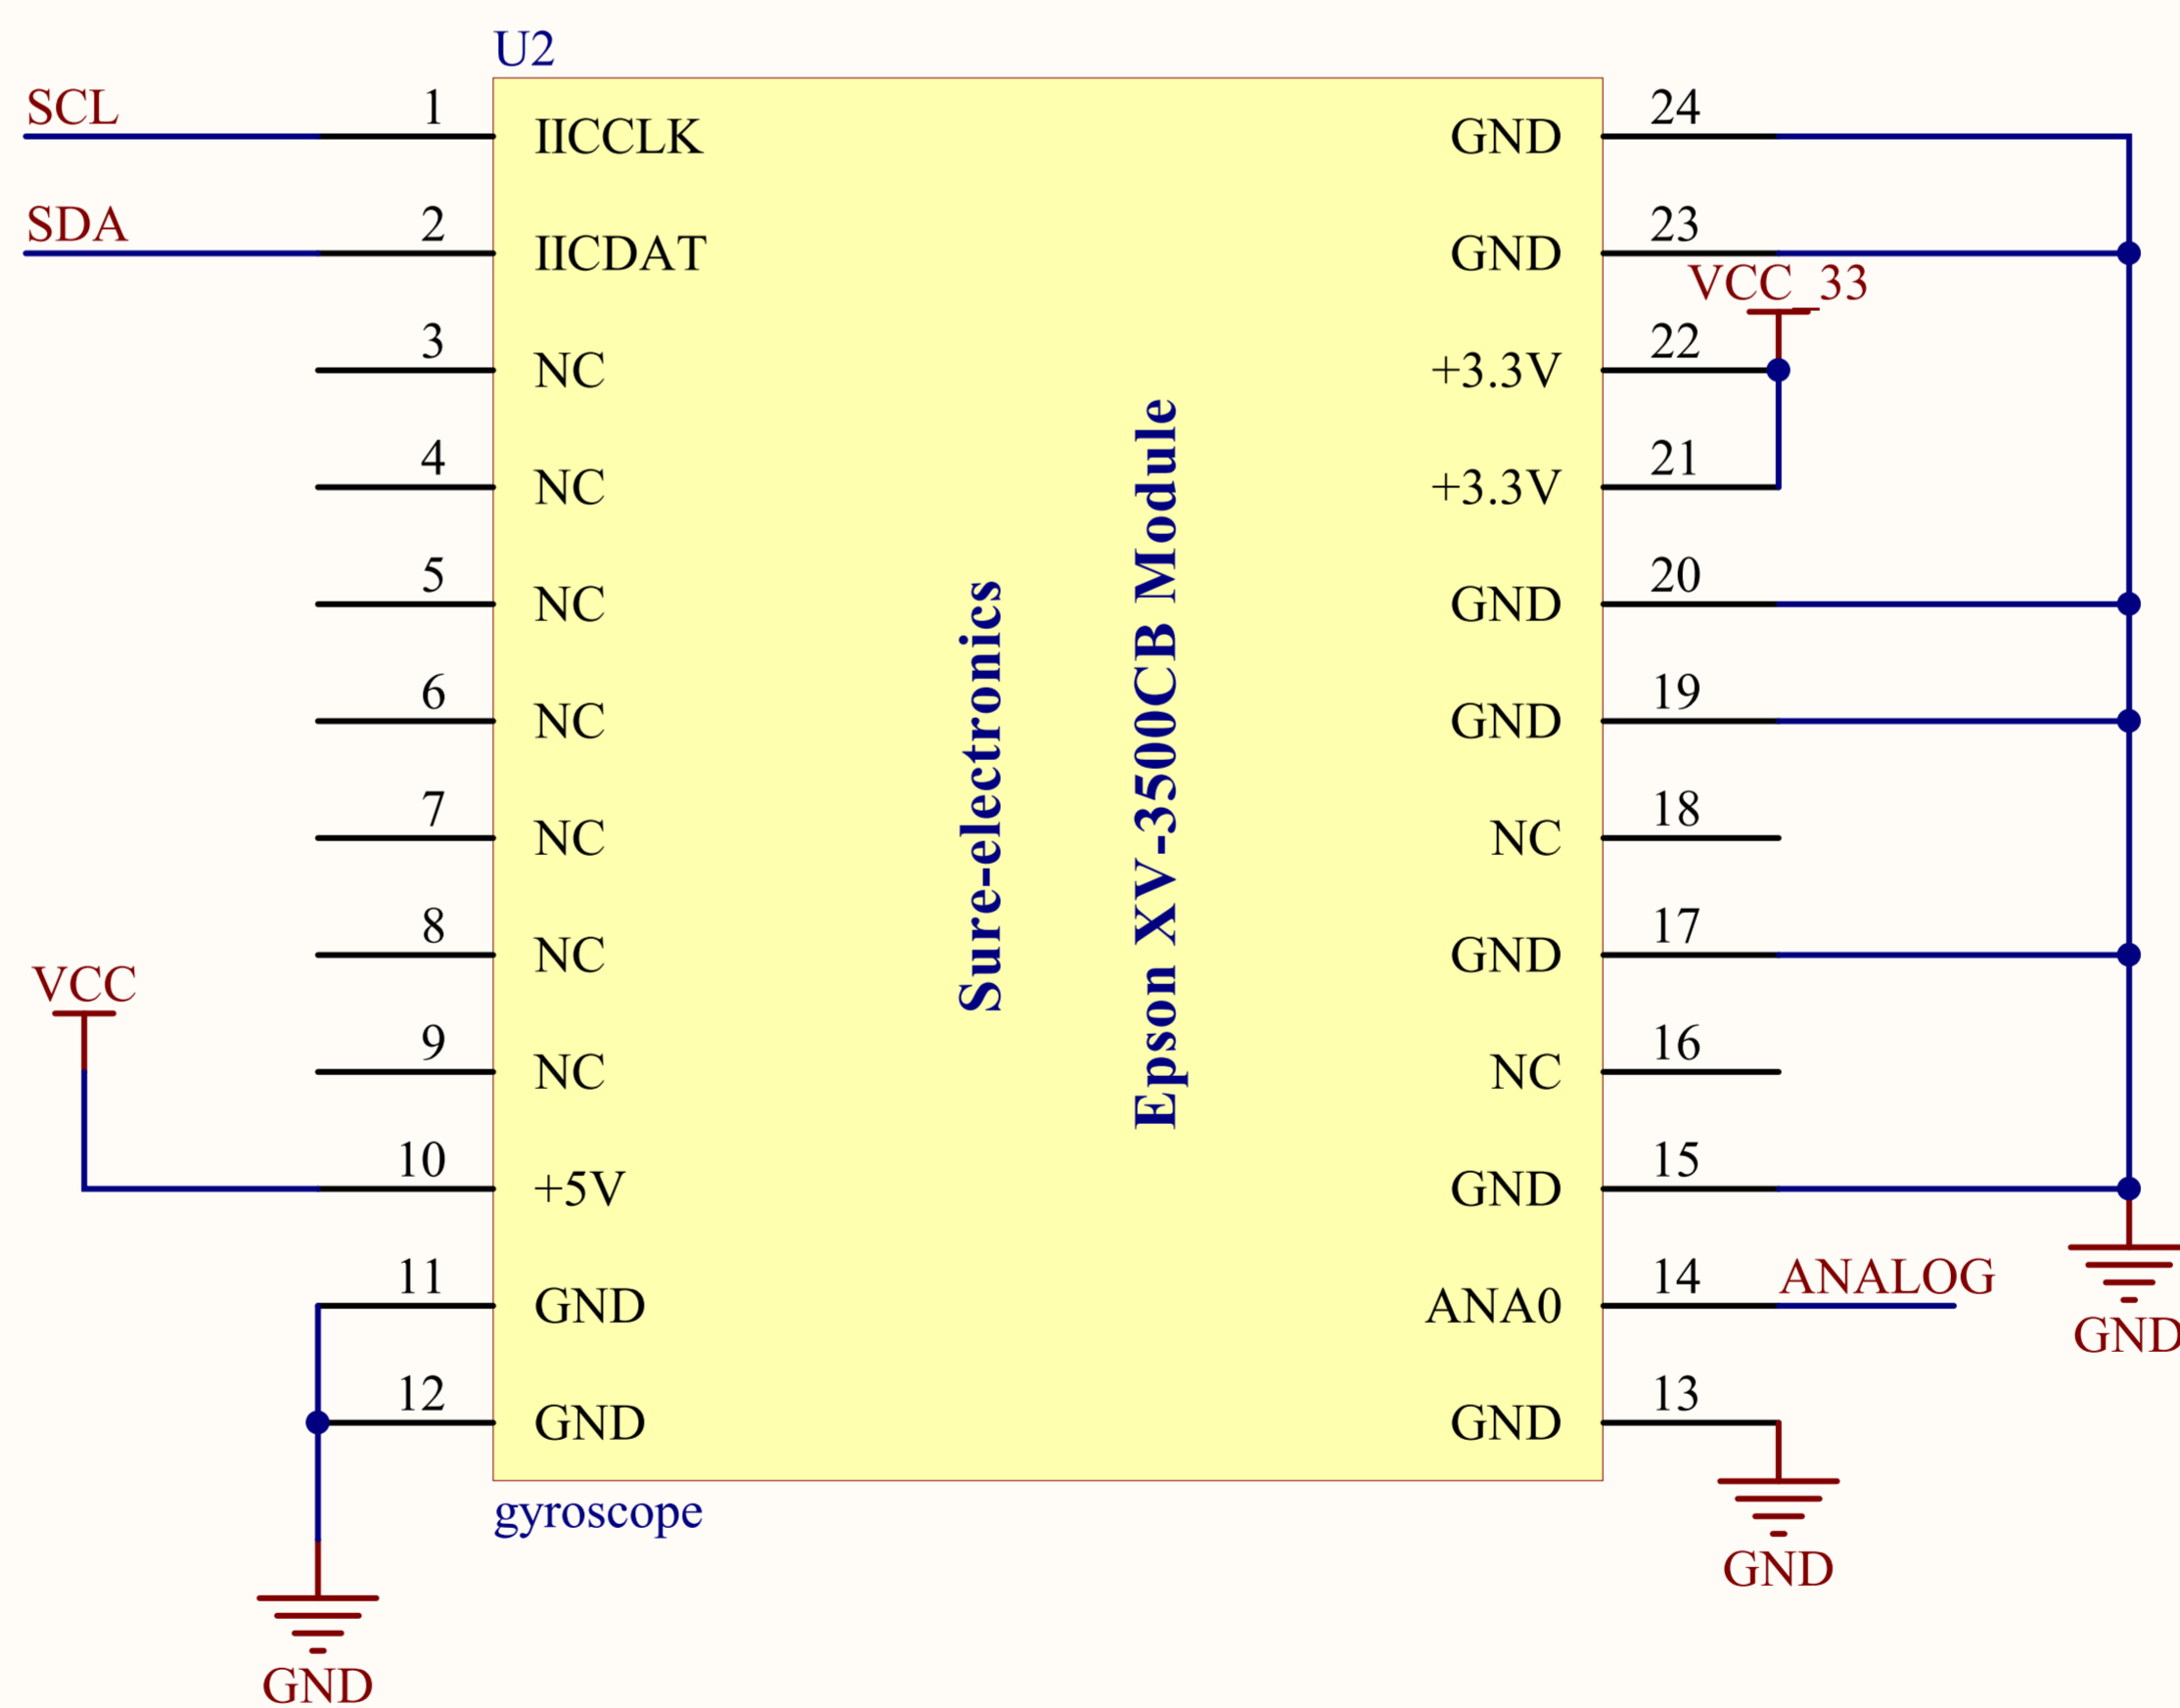 U2
SCL 1 IICCLK GND 24
SDA 2 IICDAT GND 23
VCC_33
3 NC +3.3V 22
4 NC +3.3V 21
5 NC GND 20
6 NC GND 19
7 NC NC 18
8 NC GND 17
VCC
9 NC NC 16
10 +5V GND 15
11 GND ANA0 14 ANALOG
GND
12 GND GND 13
Sure-electronics
Epson XV-3500CB Module
gyroscope
GND
GND